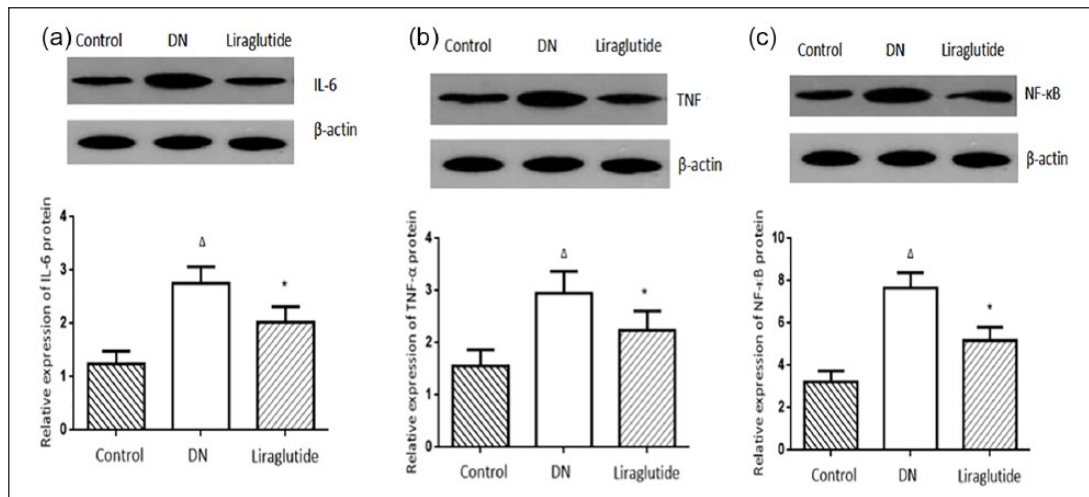 (a)
Control DN Liraglutide
IL-6
β-actin
Relative expression of IL-6 protein
4
3
2
1
0
Δ
*
Control DN Liraglutide
(b)
Control DN Liraglutide
TNF
β-actin
Relative expression of TNF-α protein
4
3
2
1
0
Δ
*
Control DN Liraglutide
(c)
Control DN Liraglutide
NF-κB
β-actin
Relative expression of NF-κB protein
10
8
6
4
2
0
Δ
*
Control DN Liraglutide